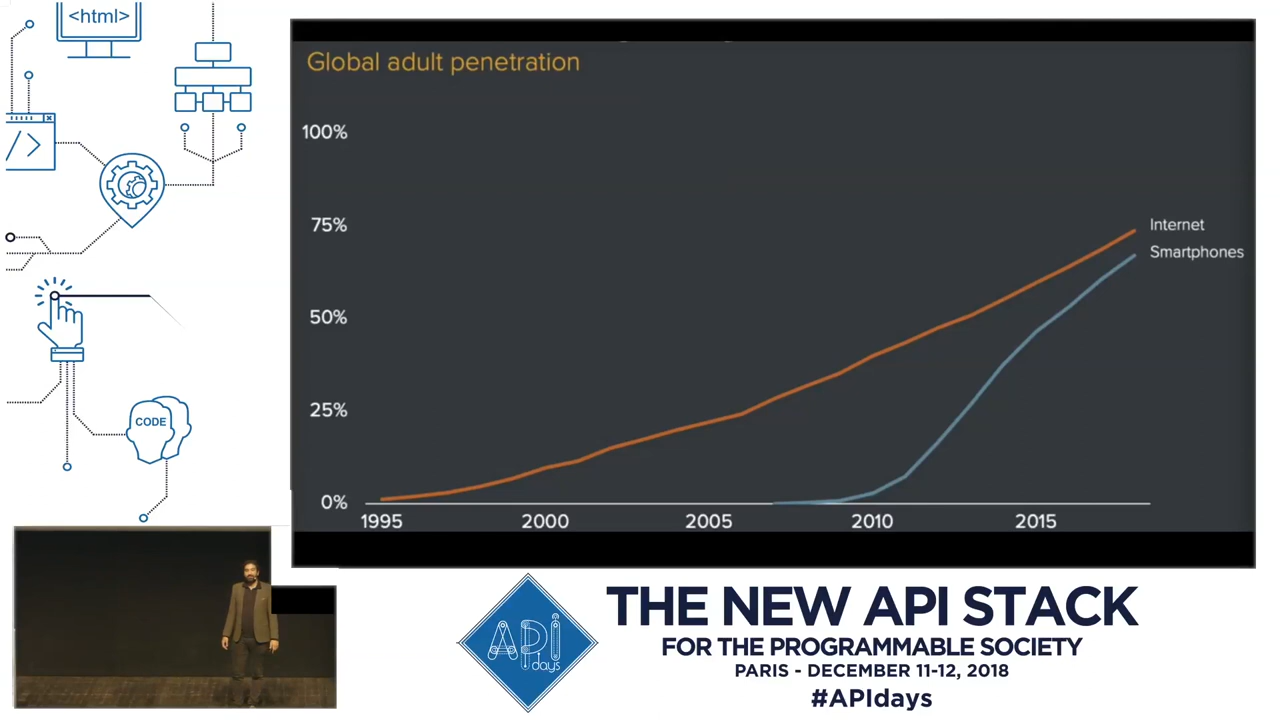 <html>
/>
CODE
Global adult penetration
100%
75%
50%
25%
0%
Internet
Smartphones
1995 2000 2005 2010 2015
API
days
THE NEW API STACK
FOR THE PROGRAMMABLE SOCIETY
PARIS - DECEMBER 11-12, 2018
#APIdays